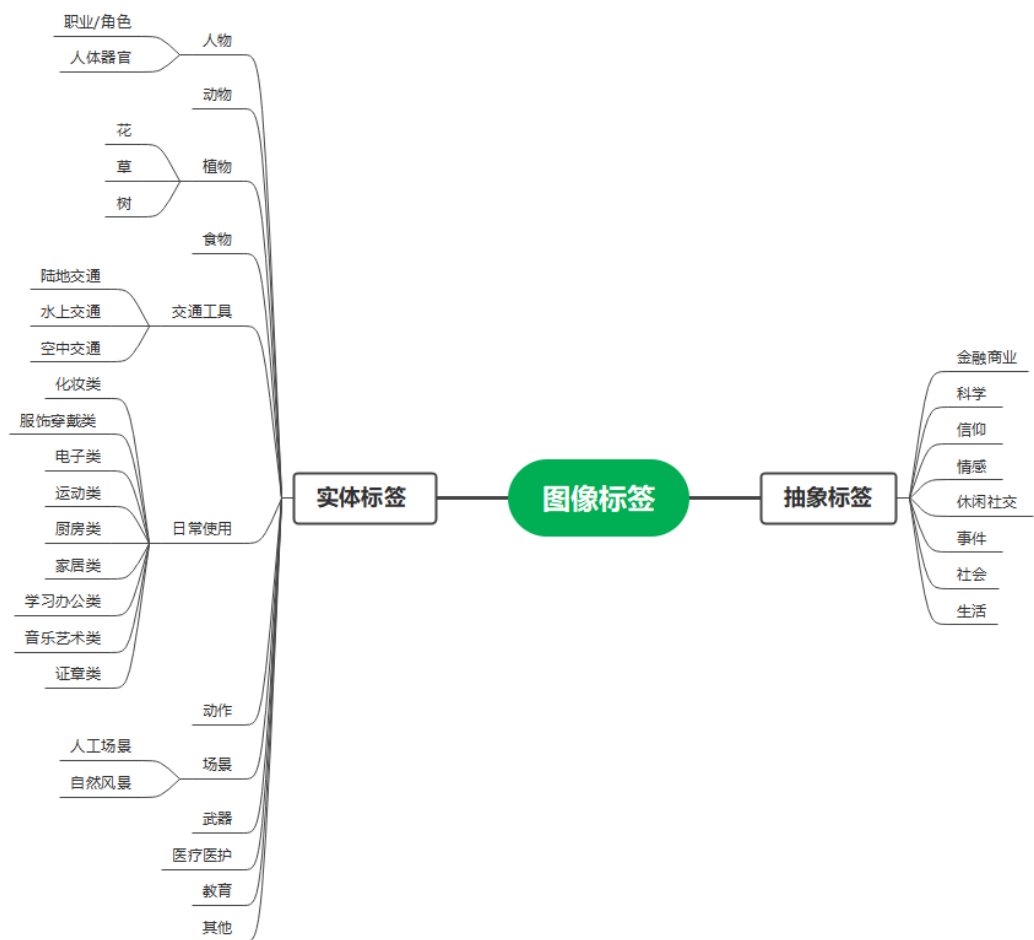 图像标签
实体标签
人物
职业/角色
人体器官
动物
植物
花
草
树
食物
交通工具
陆地交通
水上交通
空中交通
日常使用
化妆类
服饰穿戴类
电子类
运动类
厨房类
家居类
学习办公类
音乐艺术类
证章类
动作
场景
人工场景
自然风景
武器
医疗医护
教育
其他
抽象标签
金融商业
科学
信仰
情感
休闲社交
事件
社会
生活